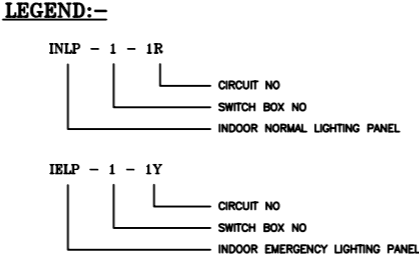 LEGEND:-
INLP - 1 - 1R
CIRCUIT NO
SWITCH BOX NO
INDOOR NORMAL LIGHTING PANEL
IELP - 1 - 1Y
CIRCUIT NO
SWITCH BOX NO
INDOOR EMERGENCY LIGHTING PANEL